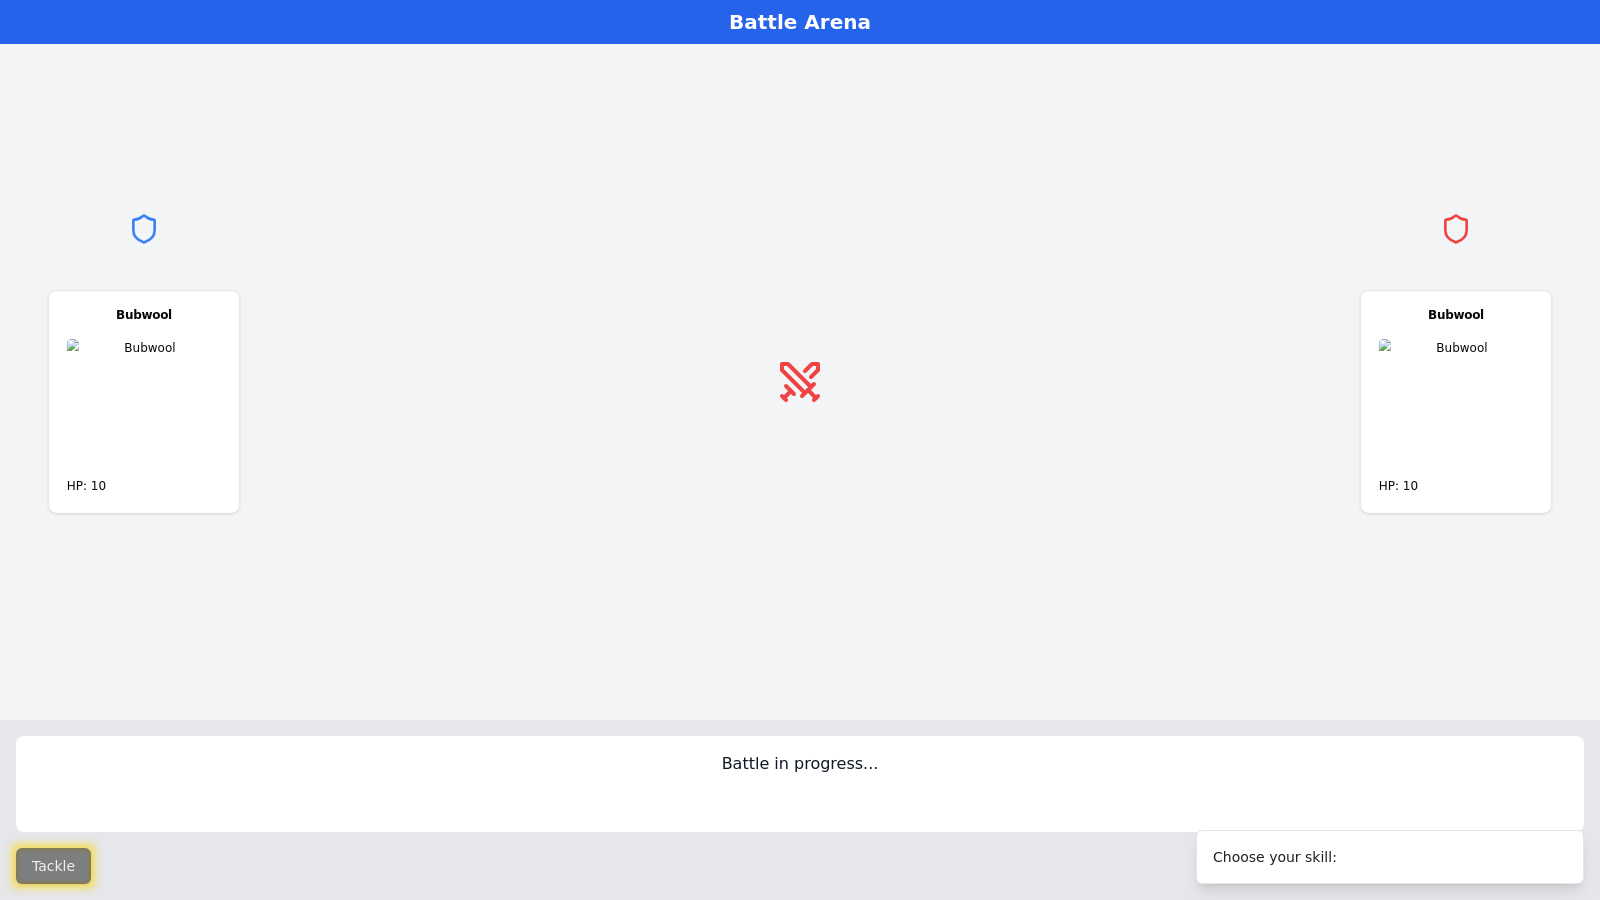 Battle Arena
Bubwool
Bubwool
HP: 10
Bubwool
Bubwool
HP: 10
Battle in progress...
Tackle
Choose your skill: